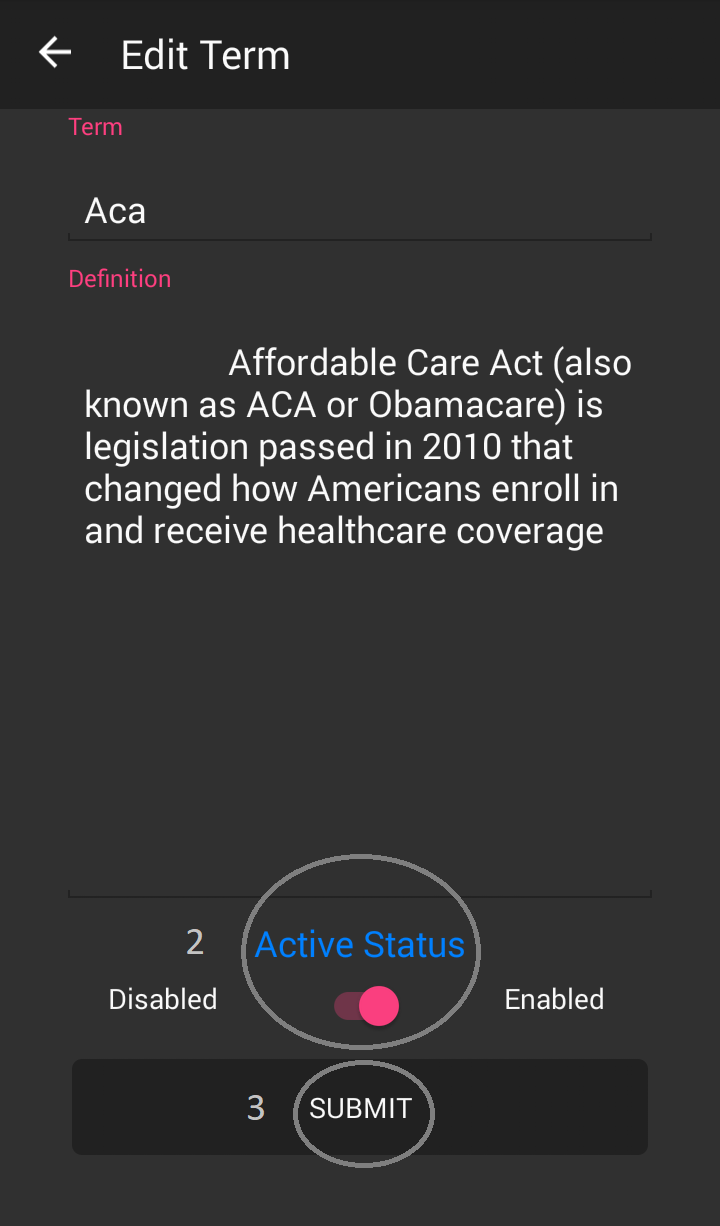 Edit Term
Term
Aca
Definition
Affordable Care Act (also
known as ACA or Obamacare) is
legislation passed in 2010 that
changed how Americans enroll in
and receive healthcare coverage
2 Active Status
Disabled Enabled
3 SUBMIT